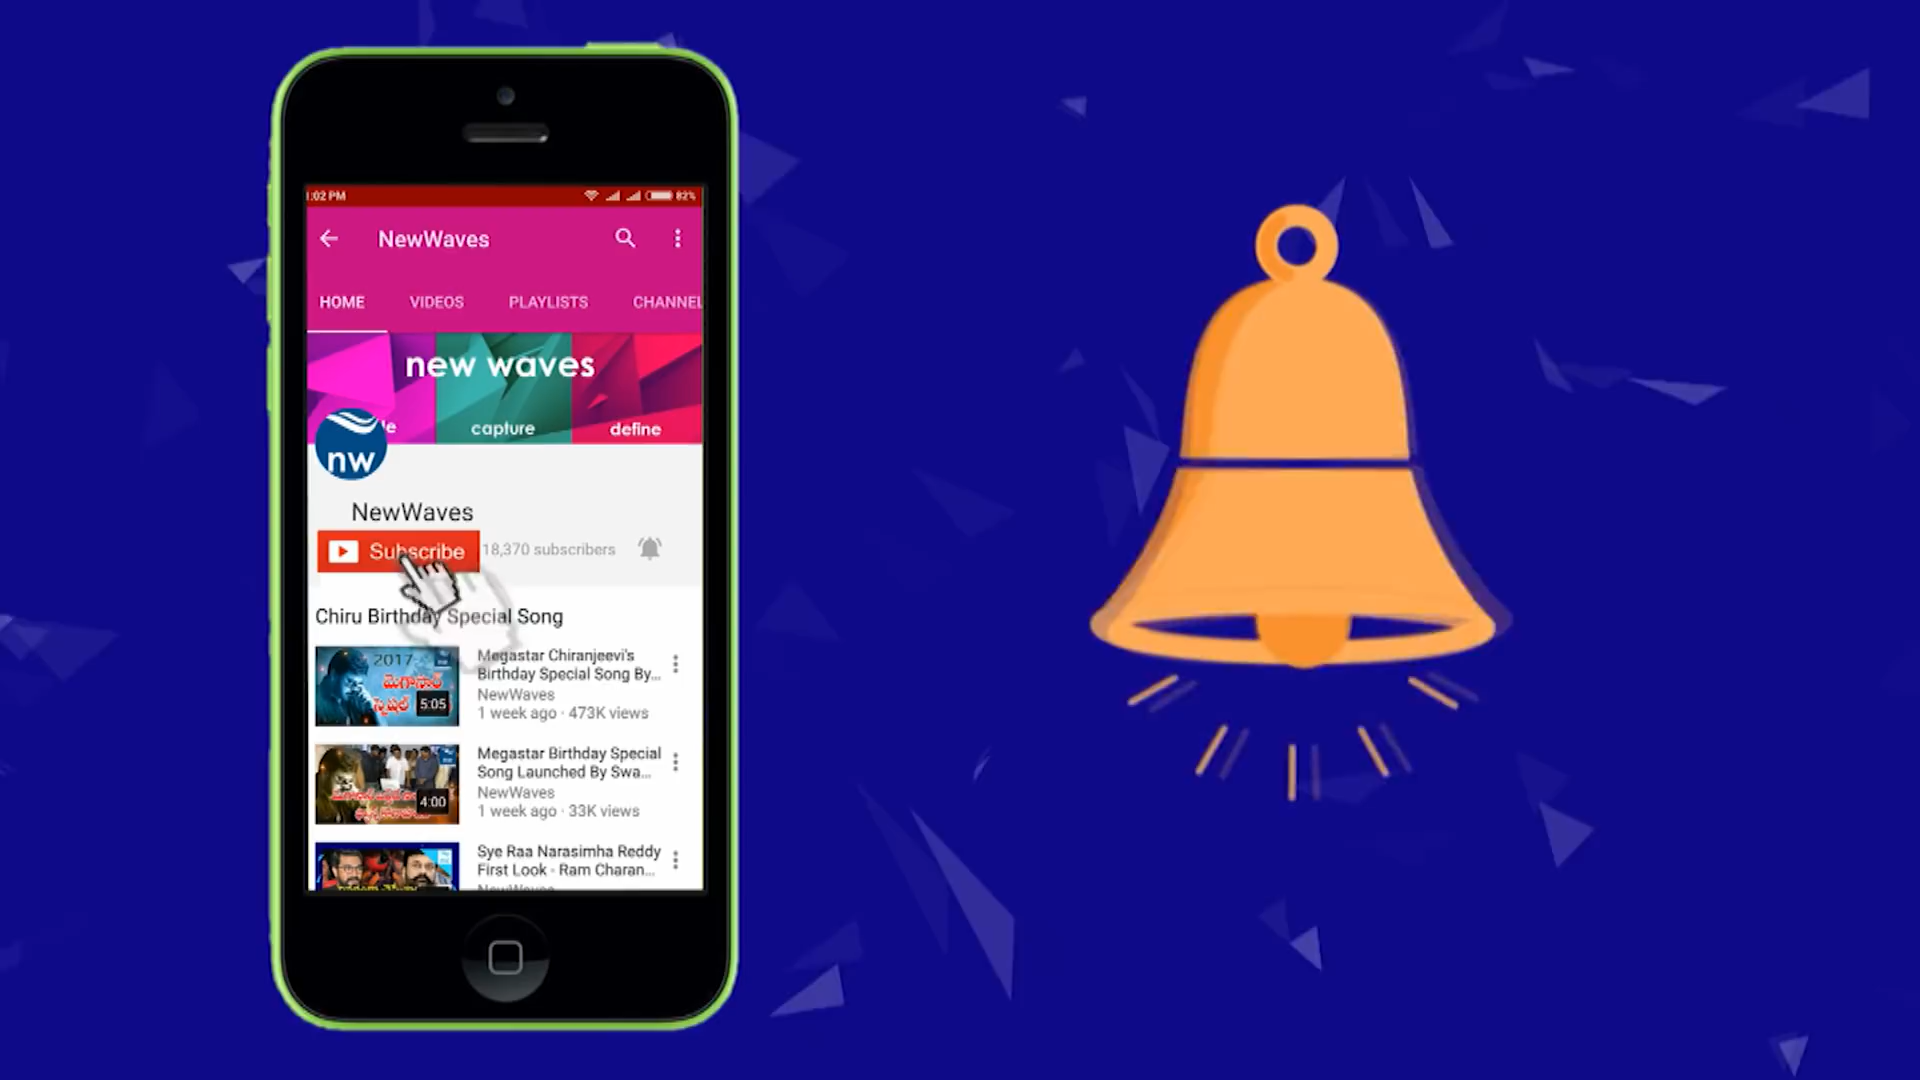 1:02 PM
82%
NewWaves
HOME VIDEOS PLAYLISTS CHANNEL
new waves
capture define
nw
NewWaves
Subscribe 18,370 subscribers
Chiru Birthday Special Song
2017
మెగాస్టార్
స్పెషల్
5:05
Megastar Chiranjeevi's
Birthday Special Song By...
NewWaves
1 week ago · 473K views
4:00
Megastar Birthday Special
Song Launched By Swa...
NewWaves
1 week ago · 33K views
Sye Raa Narasimha Reddy
First Look - Ram Charan...
NewWaves